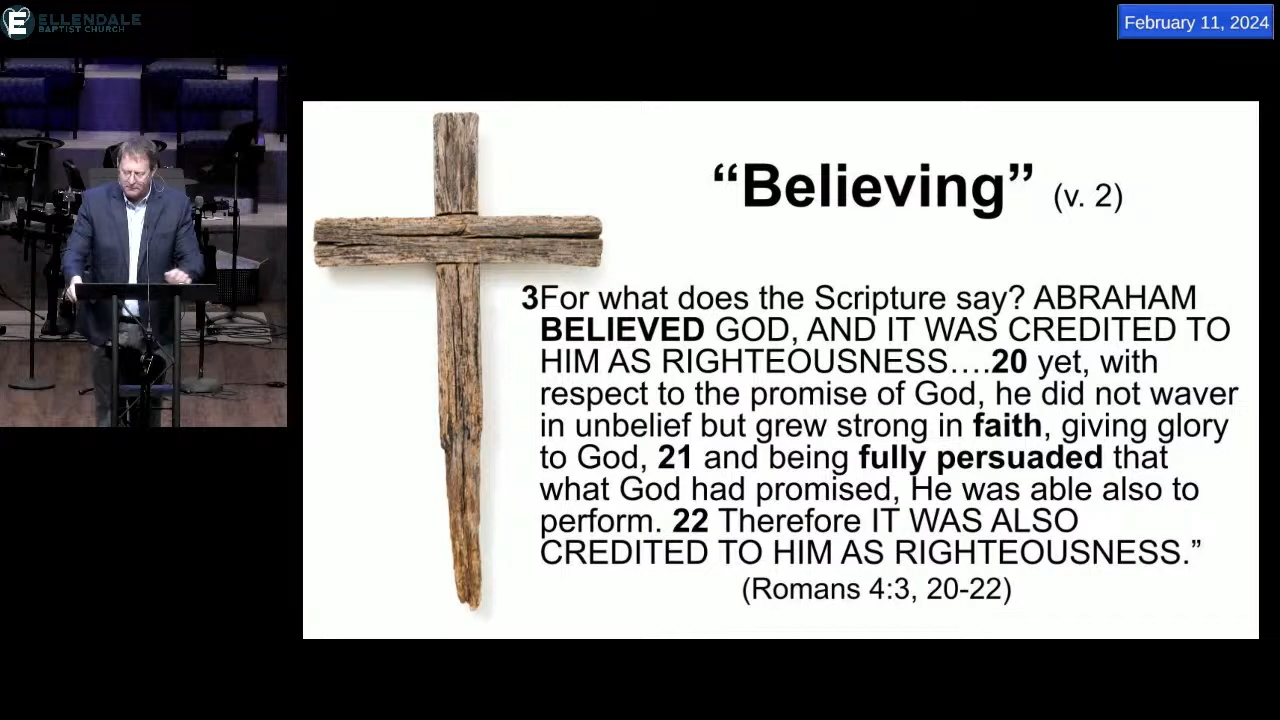 ELLENDALE
BAPTIST CHURCH
February 11, 2024
“Believing” (v. 2)
3For what does the Scripture say? ABRAHAM
BELIEVED GOD, AND IT WAS CREDITED TO
HIM AS RIGHTEOUSNESS….20 yet, with
respect to the promise of God, he did not waver
in unbelief but grew strong in faith, giving glory
to God, 21 and being fully persuaded that
what God had promised, He was able also to
perform. 22 Therefore IT WAS ALSO
CREDITED TO HIM AS RIGHTEOUSNESS.”
(Romans 4:3, 20-22)